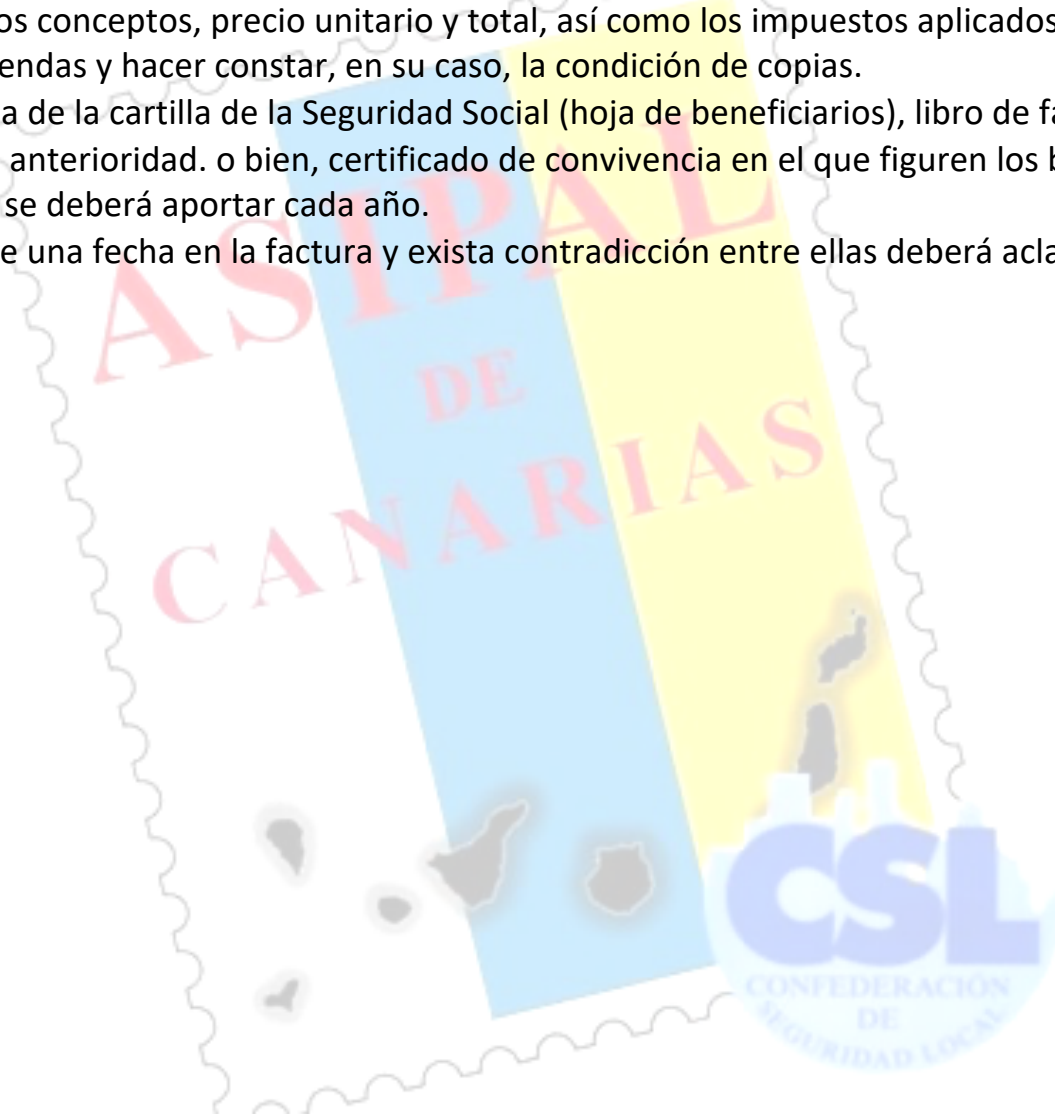 os conceptos, precio unitario y total, así como los impuestos aplicados
endas y hacer constar, en su caso, la condición de copias.
a de la cartilla de la Seguridad Social (hoja de beneficiarios), libro de fa
anterioridad. o bien, certificado de convivencia en el que figuren los b
se deberá aportar cada año.
e una fecha en la factura y exista contradicción entre ellas deberá acla
ASIPAL
DE
CANARIAS
CSL
CONFEDERACIÓN
DE
SEGURIDAD LOCAL